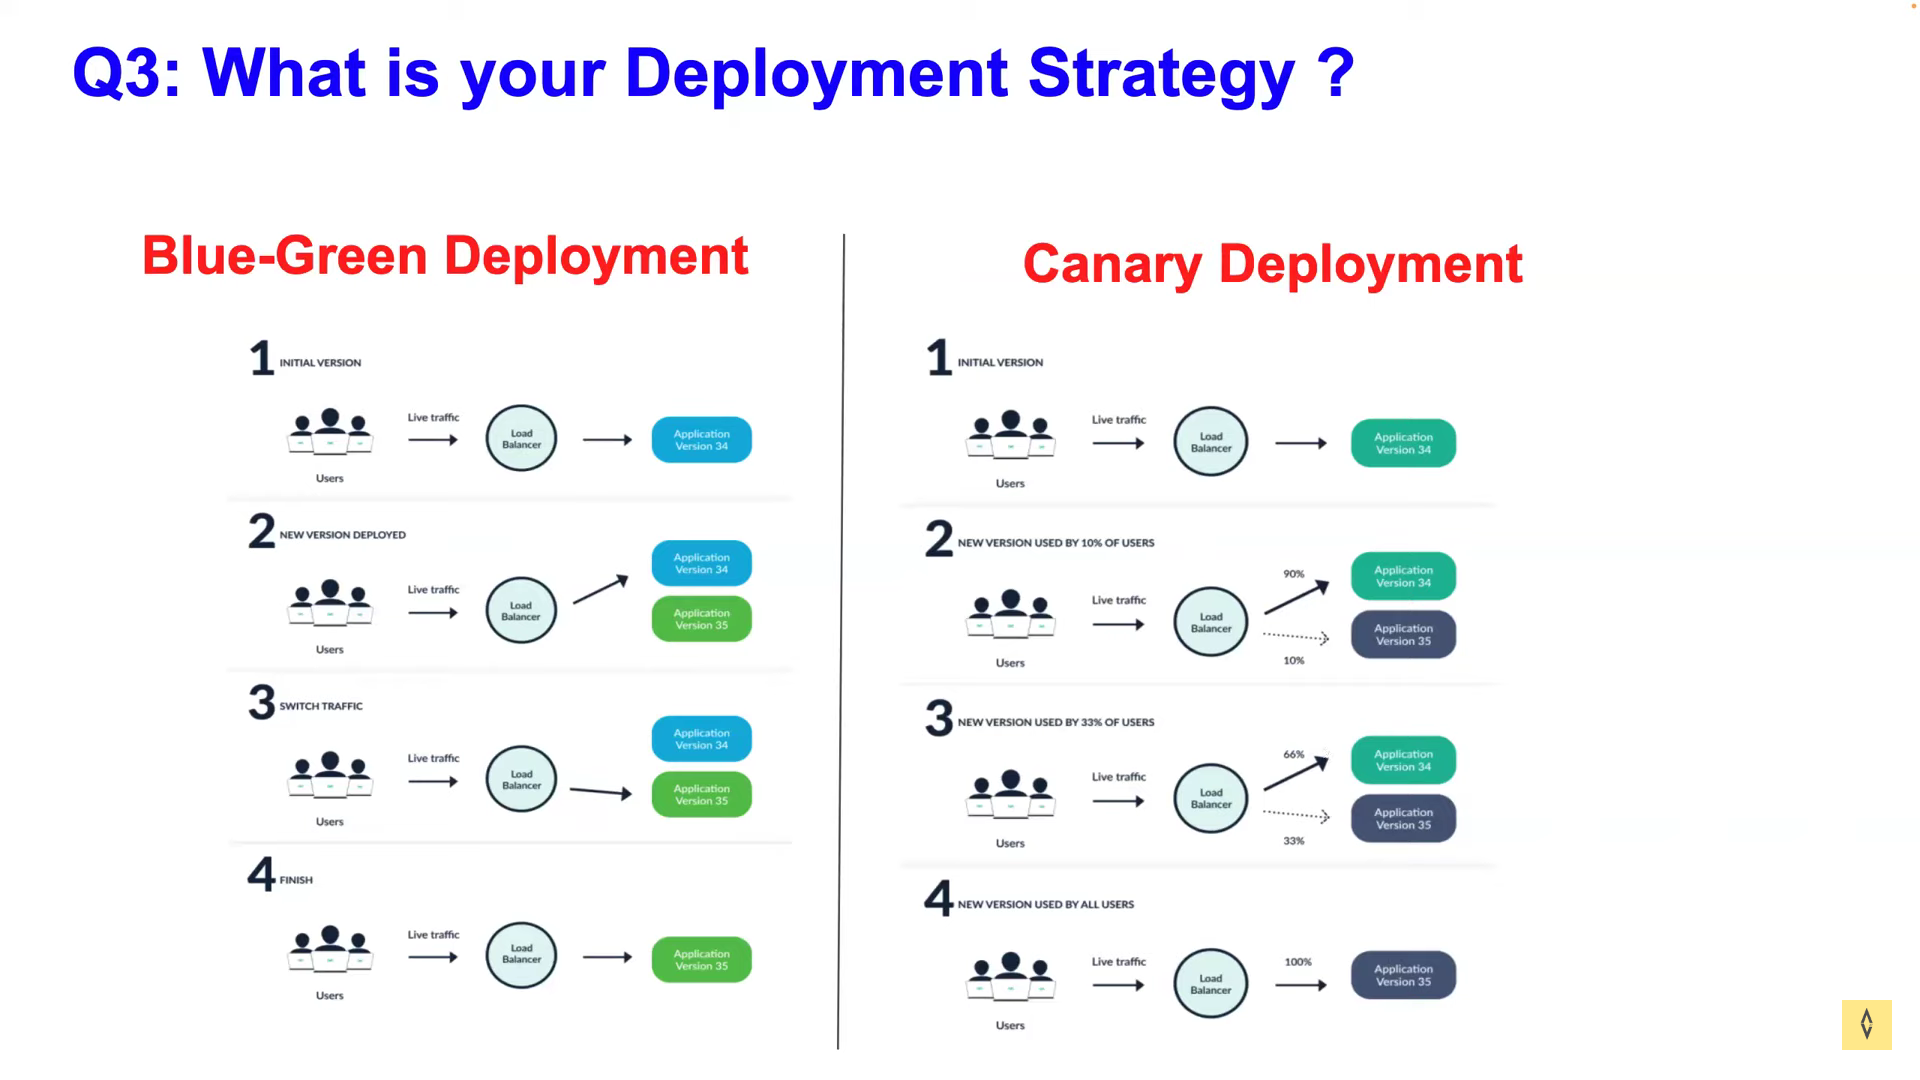 Q3: What is your Deployment Strategy ?
Blue-Green Deployment
1 INITIAL VERSION
Live traffic
Load
Balancer
Application
Version 34
Users
2 NEW VERSION DEPLOYED
Live traffic
Load
Balancer
Application
Version 34
Application
Version 35
Users
3 SWITCH TRAFFIC
Live traffic
Load
Balancer
Application
Version 34
Application
Version 35
Users
4 FINISH
Live traffic
Load
Balancer
Application
Version 35
Users
Canary Deployment
1 INITIAL VERSION
Live traffic
Load
Balancer
Application
Version 34
Users
2 NEW VERSION USED BY 10% OF USERS
Live traffic
Load
Balancer
90%
10%
Application
Version 34
Application
Version 35
Users
3 NEW VERSION USED BY 33% OF USERS
Live traffic
Load
Balancer
66%
33%
Application
Version 34
Application
Version 35
Users
4 NEW VERSION USED BY ALL USERS
Live traffic
Load
Balancer
100%
Application
Version 35
Users